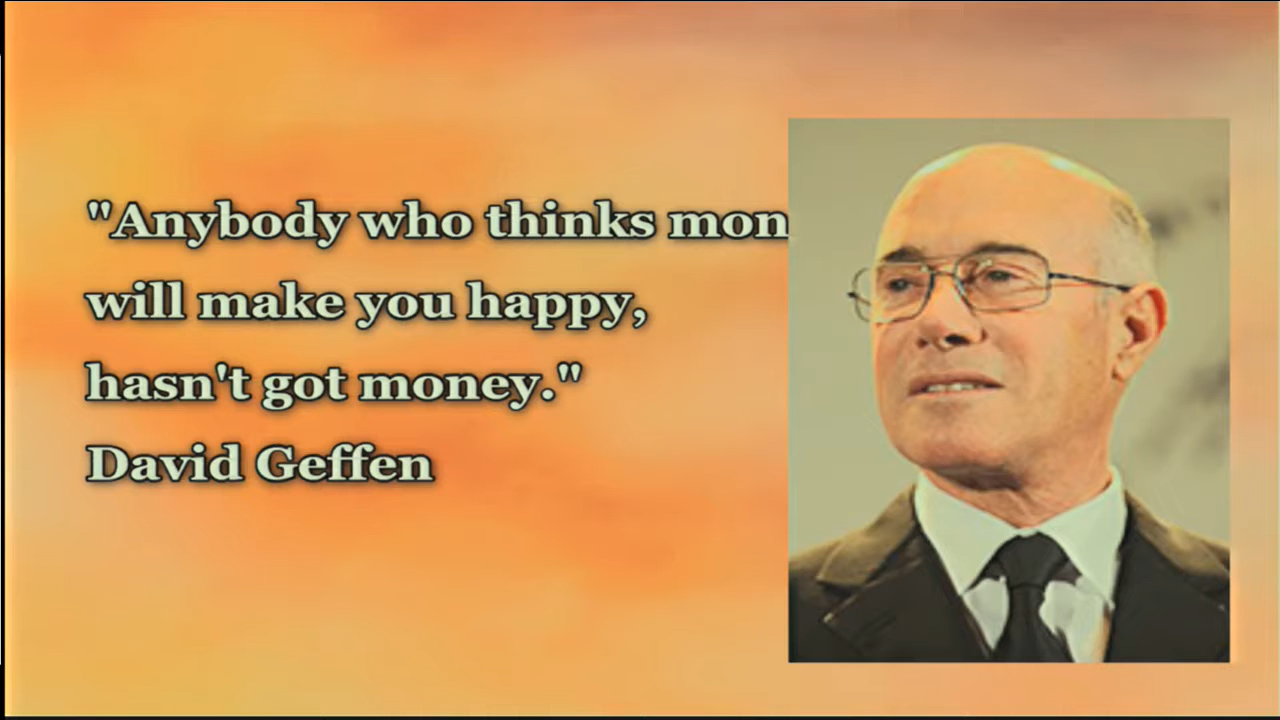 "Anybody who thinks mon
will make you happy,
hasn't got money."
David Geffen